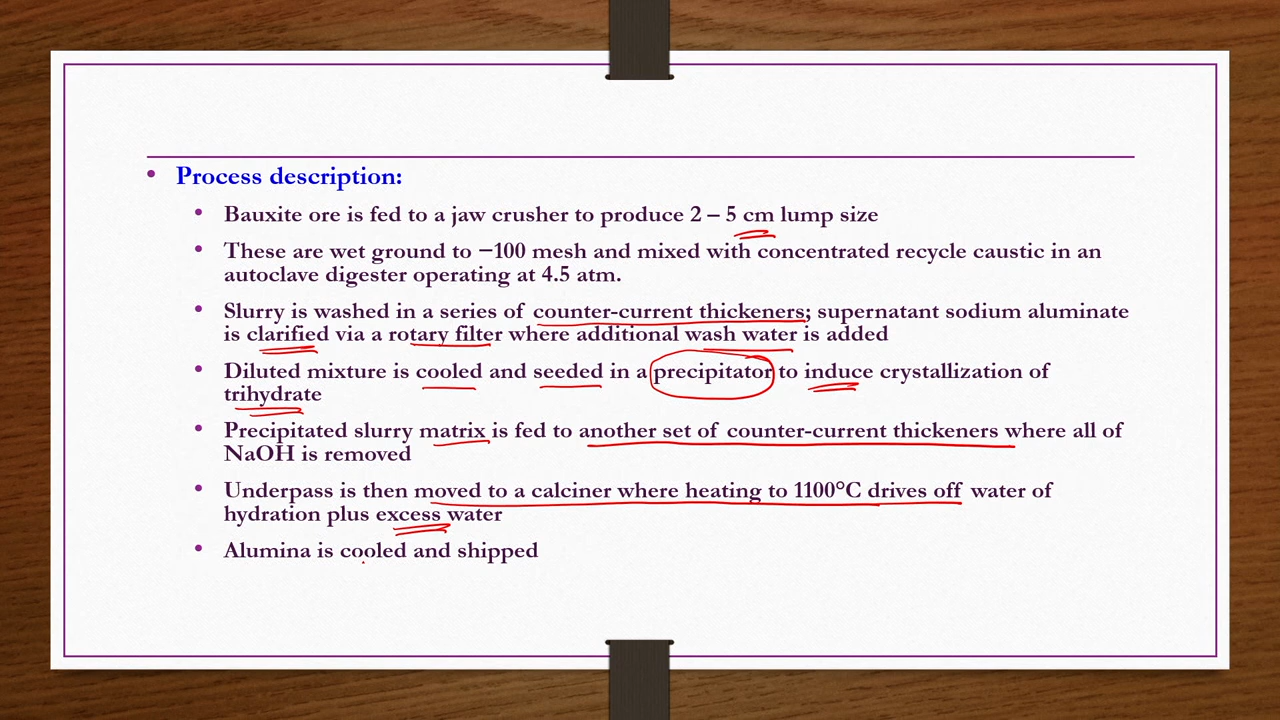 • Process description:
• Bauxite ore is fed to a jaw crusher to produce 2 – 5 cm lump size
• These are wet ground to −100 mesh and mixed with concentrated recycle caustic in an
autoclave digester operating at 4.5 atm.
• Slurry is washed in a series of counter-current thickeners; supernatant sodium aluminate
is clarified via a rotary filter where additional wash water is added
• Diluted mixture is cooled and seeded in a precipitator to induce crystallization of
trihydrate
• Precipitated slurry matrix is fed to another set of counter-current thickeners where all of
NaOH is removed
• Underpass is then moved to a calciner where heating to 1100°C drives off water of
hydration plus excess water
• Alumina is cooled and shipped